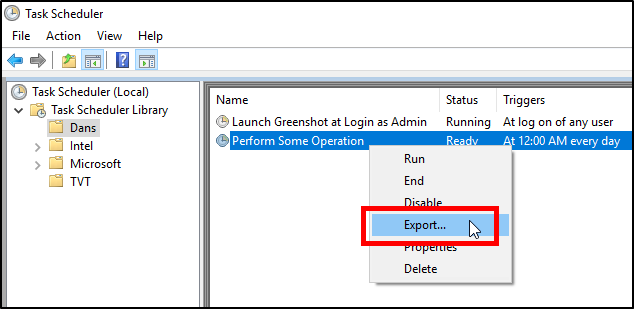 Task Scheduler
File Action View Help
Task Scheduler (Local)
Task Scheduler Library
Dans
Intel
Microsoft
TVT
Name Status Triggers
Launch Greenshot at Login as Admin Running At log on of any user
Perform Some Operation Ready At 12:00 AM every day
Run
End
Disable
Export...
Properties
Delete